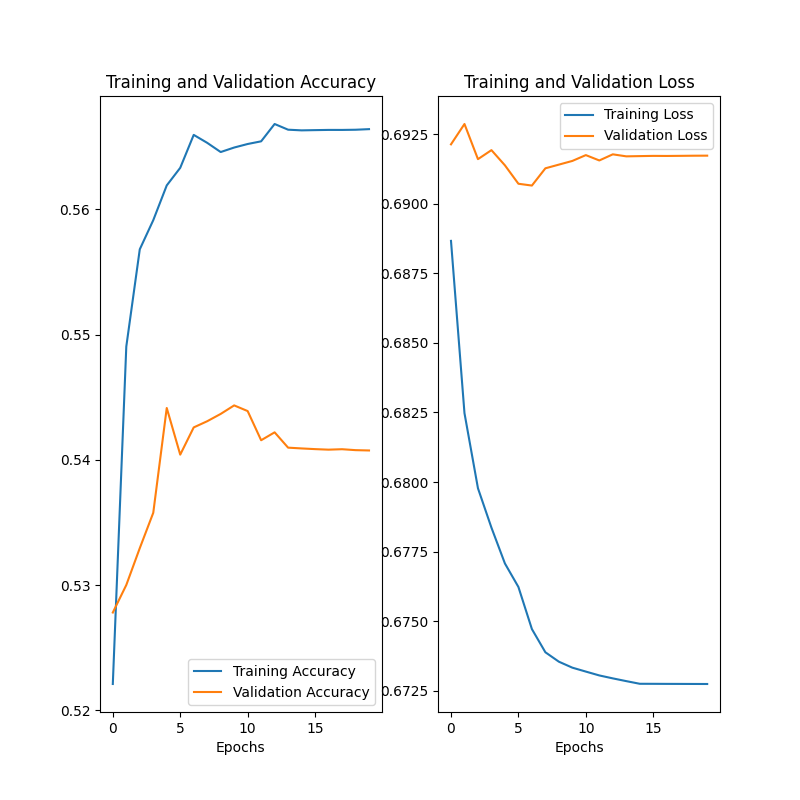 Training and Validation Accuracy
0.56
0.55
0.54
0.53
0.52
Training Accuracy
Validation Accuracy
0 5 10 15
Epochs
Training and Validation Loss
Training Loss
Validation Loss
0.6925
0.6900
0.6875
0.6850
0.6825
0.6800
0.6775
0.6750
0.6725
0 5 10 15
Epochs